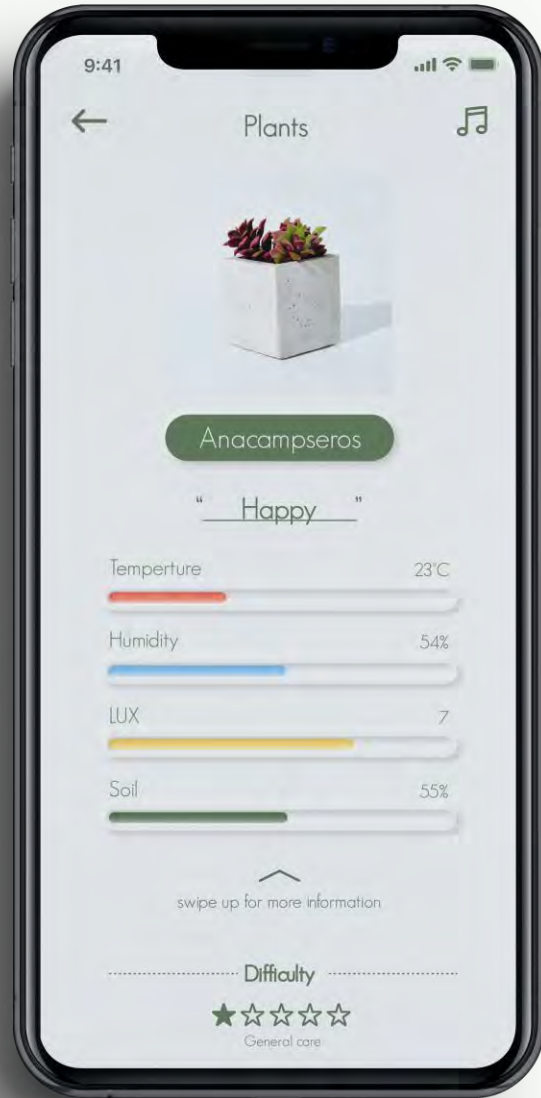 9:41
Plants
Anacampseros
“ Happy ”
Temperture 23°C
Humidity 54%
LUX 7
Soil 55%
swipe up for more information
Difficulty
General care